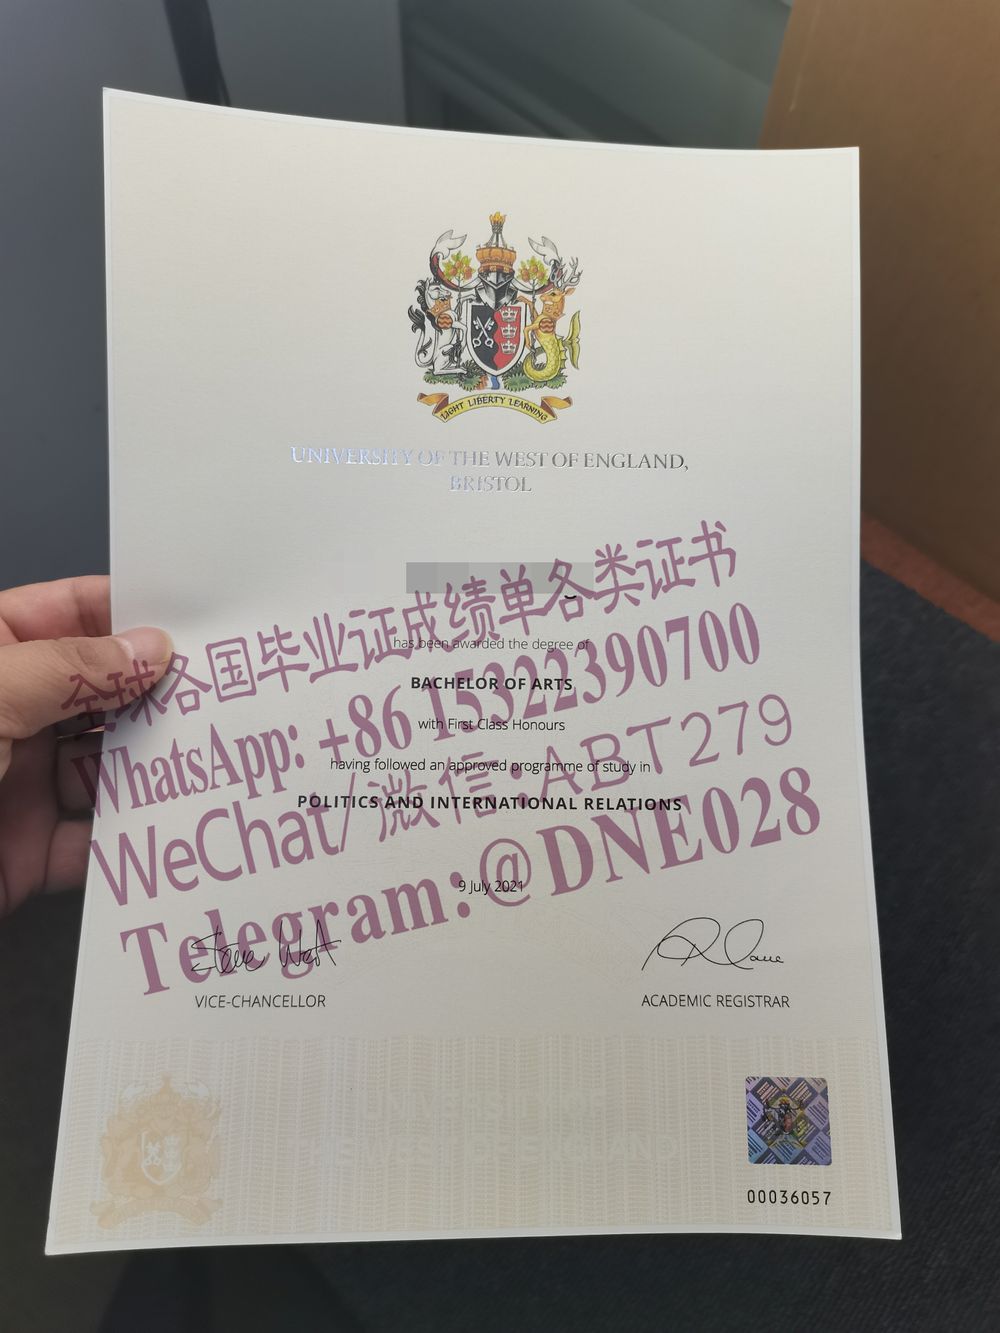 LIGHT LIBERTY LEARNING
UNIVERSITY OF THE WEST OF ENGLAND,
BRISTOL
全球各国毕业证成绩单各类证书
has been awarded the degree of
BACHELOR OF ARTS
WhatsApp: +86 15322390700
with First Class Honours
having followed an approved programme of study in
WeChat/微信:ABT279
POLITICS AND INTERNATIONAL RELATIONS
Telegram:@DNE028
9 July 2021
Steve West
VICE-CHANCELLOR
ACADEMIC REGISTRAR
00036057